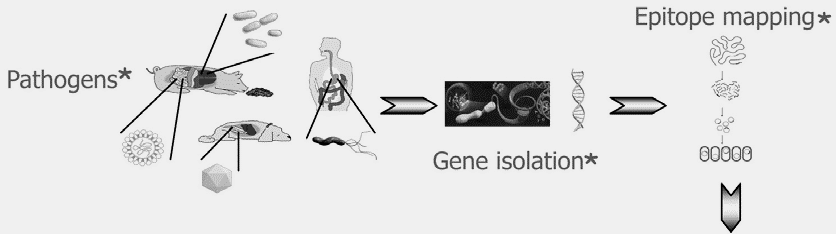 Epitope mapping*
Pathogens*
Gene isolation*